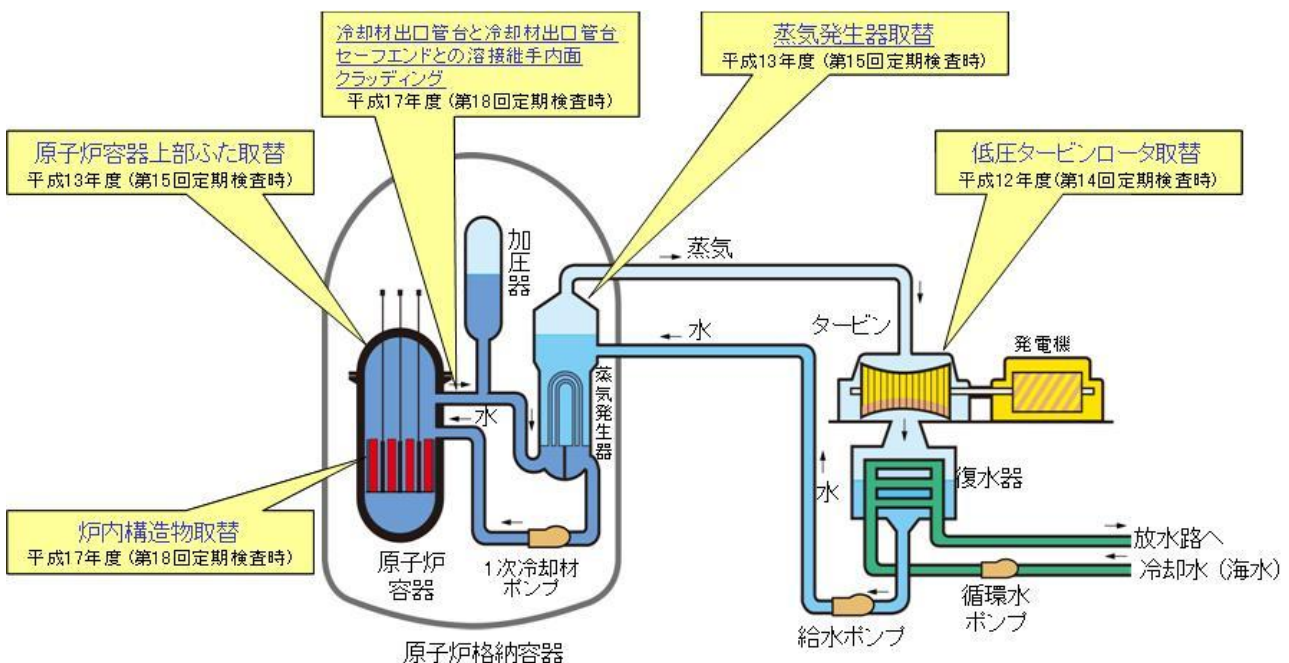 冷却材出口管台と冷却材出口管台
セーフエンドとの溶接継手内面
クラッディング
平成17年度(第18回定期検査時)
蒸気発生器取替
平成13年度(第15回定期検査時)
原子炉容器上部ふた取替
平成13年度(第15回定期検査時)
低圧タービンロータ取替
平成12年度(第14回定期検査時)
加圧器
蒸気
水
タービン
発電機
水
蒸気発生器
復水器
水
炉内構造物取替
平成17年度(第18回定期検査時)
原子炉
容器
1次冷却材
ポンプ
放水路へ
冷却水(海水)
循環水
ポンプ
給水ポンプ
原子炉格納容器